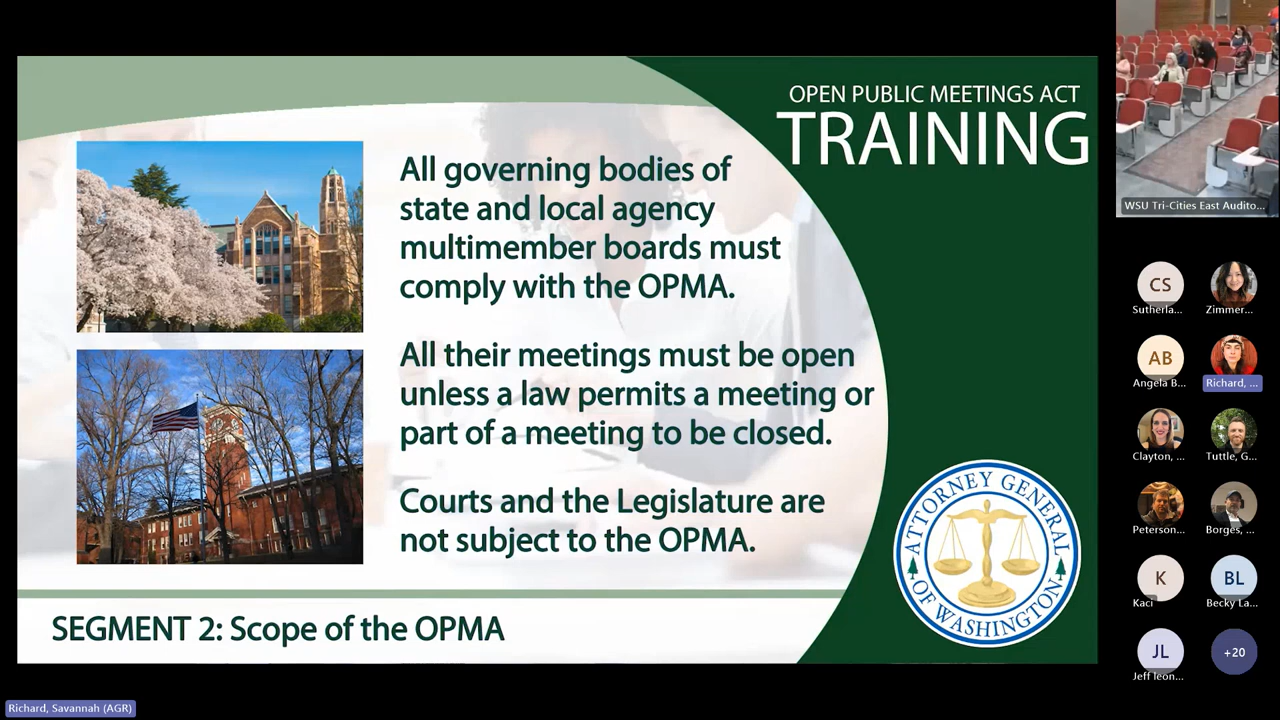 OPEN PUBLIC MEETINGS ACT
TRAINING
All governing bodies of
state and local agency
multimember boards must
comply with the OPMA.
All their meetings must be open
unless a law permits a meeting or
part of a meeting to be closed.
Courts and the Legislature are
not subject to the OPMA.
ATTORNEY GENERAL
OF WASHINGTON
SEGMENT 2: Scope of the OPMA
WSU Tri-Cities East Audito...
CS
Sutherla...
Zimmer...
AB
Angela B...
Richard, ...
Clayton, ...
Tuttle, G...
Peterson...
Borges, ...
K
Kaci
BL
Becky La...
JL
Jeff leon...
+20
Richard, Savannah (AGR)